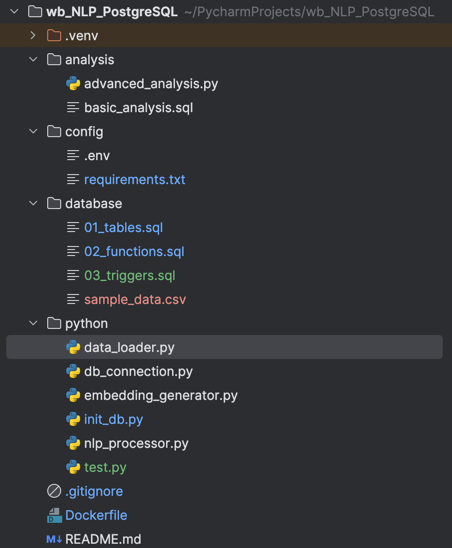 wb_NLP_PostgreSQL ~/PycharmProjects/wb_NLP_PostgreSQL
.venv
analysis
advanced_analysis.py
basic_analysis.sql
config
.env
requirements.txt
database
01_tables.sql
02_functions.sql
03_triggers.sql
sample_data.csv
python
data_loader.py
db_connection.py
embedding_generator.py
init_db.py
nlp_processor.py
test.py
.gitignore
Dockerfile
M↓ README.md